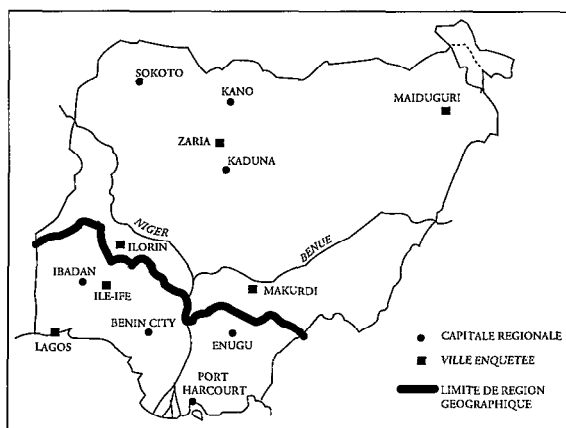 SOKOTO
KANO
MAIDUGURI
ZARIA
KADUNA
NIGER
ILORIN
BENUE
IBADAN
ILE-IFE
MAKURDI
BENIN CITY
LAGOS
ENUGU
PORT
HARCOURT
CAPITALE REGIONALE
VILLE ENQUETEE
LIMITE DE REGION
GEOGRAPHIQUE